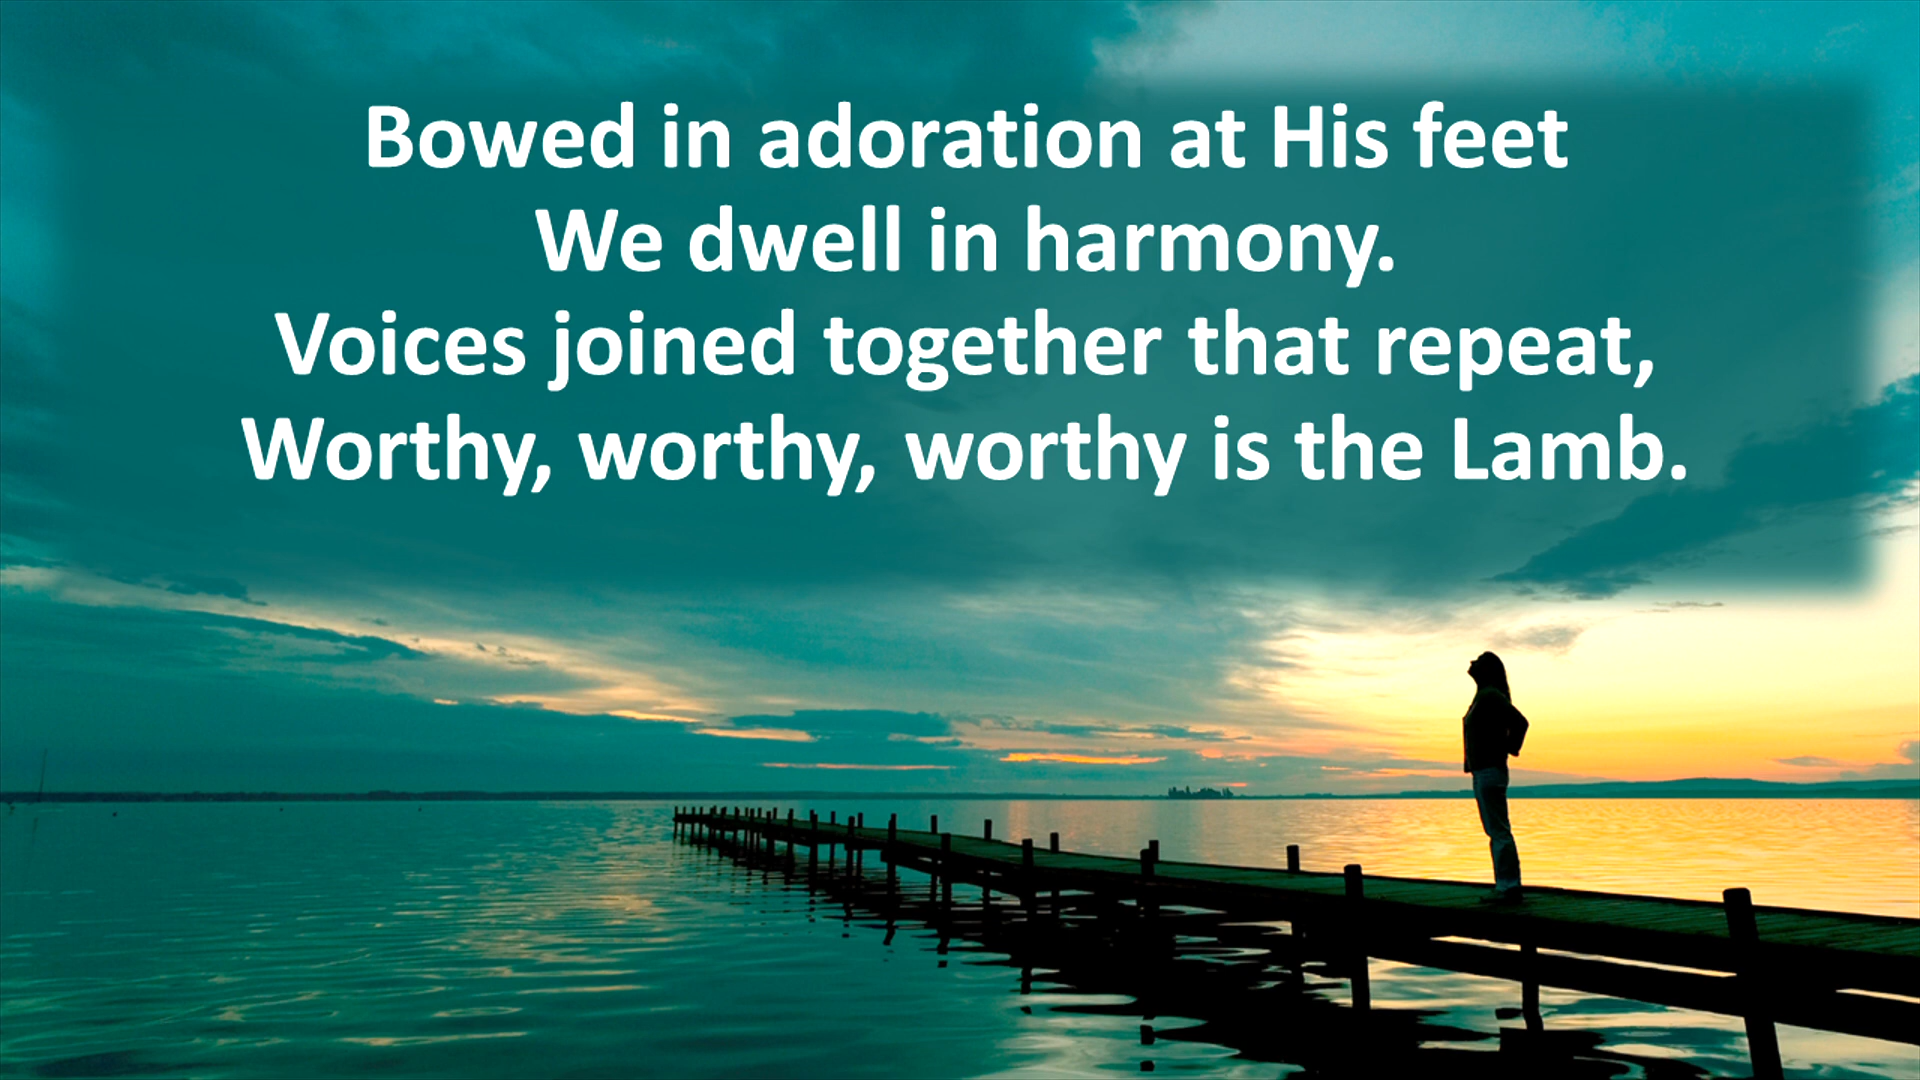 Bowed in adoration at His feet
We dwell in harmony.
Voices joined together that repeat,
Worthy, worthy, worthy is the Lamb.